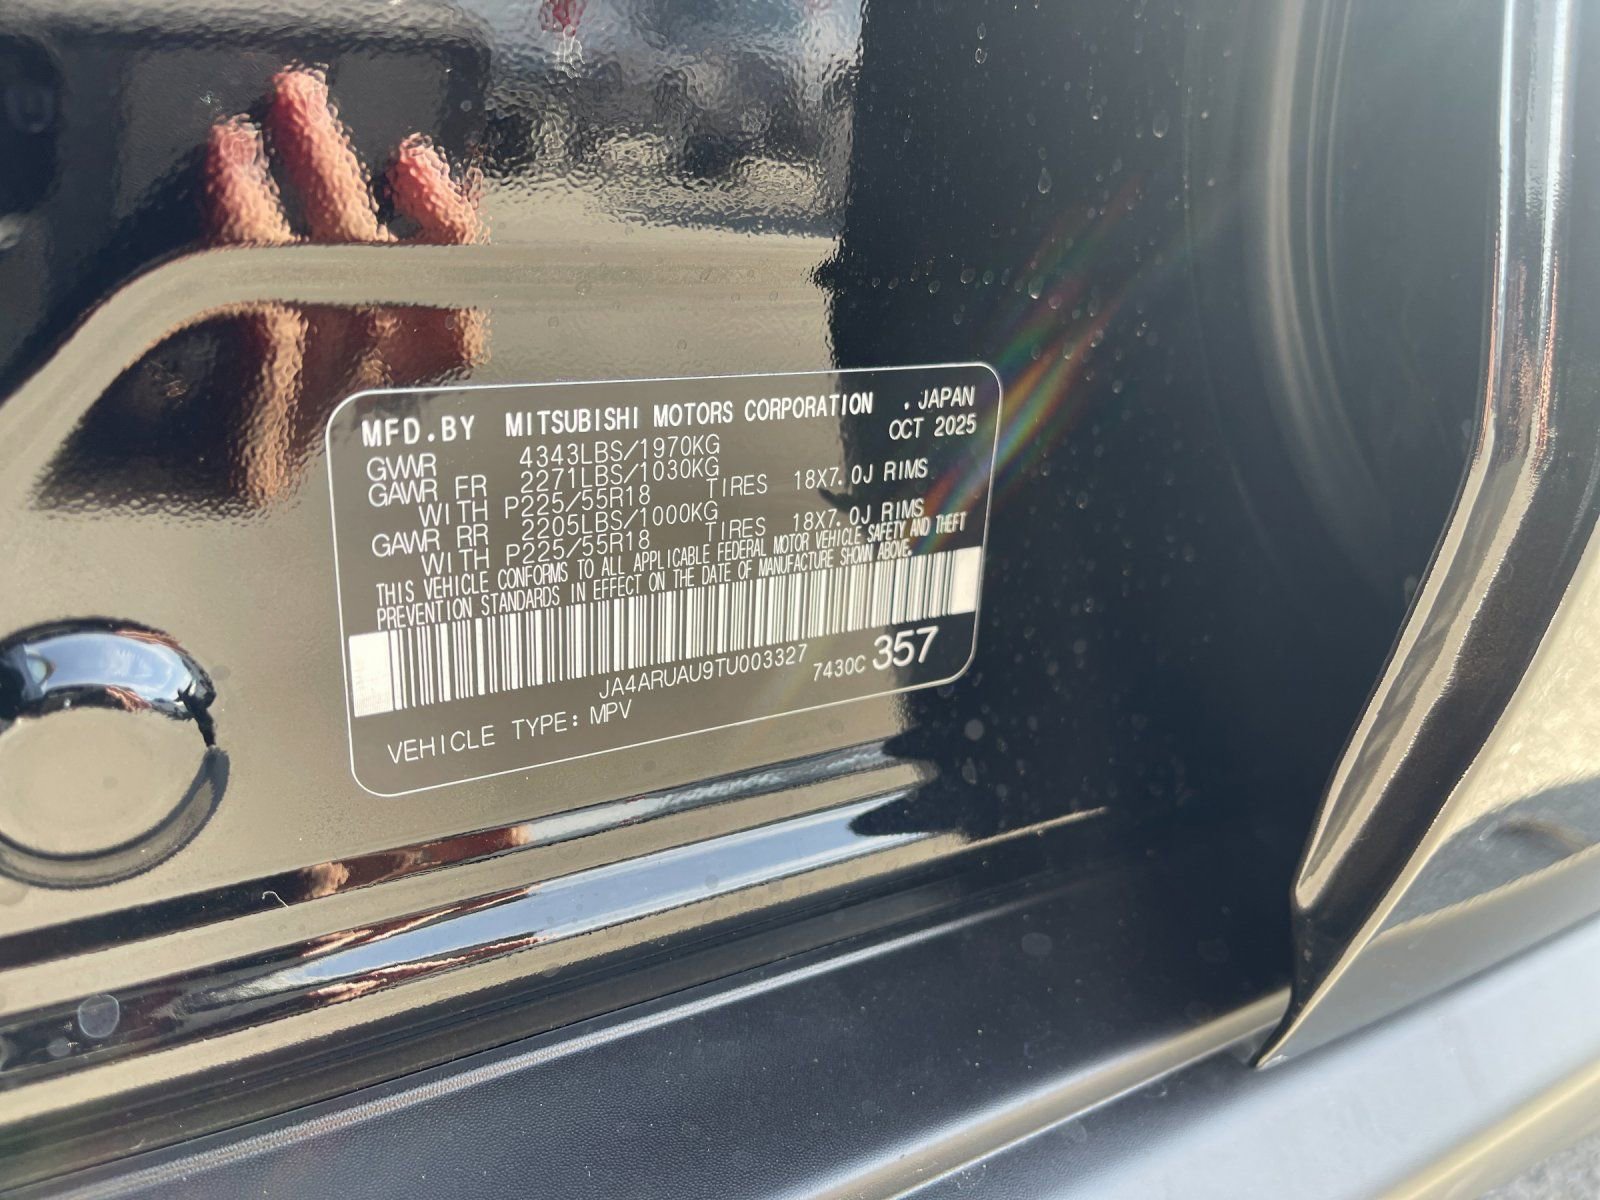 MFD.BY MITSUBISHI MOTORS CORPORATION . JAPAN
OCT 2025
GVWR 4343LBS/1970KG
GAWR FR 2271LBS/1030KG
WITH P225/55R18 TIRES 18X7.0J RIMS
GAWR RR 2205LBS/1000KG
WITH P225/55R18 TIRES 18X7.0J RIMS
THIS VEHICLE CONFORMS TO ALL APPLICABLE FEDERAL MOTOR VEHICLE SAFETY AND THEFT
PREVENTION STANDARDS IN EFFECT ON THE DATE OF MANUFACTURE SHOWN ABOVE.
JA4ARUAU9TU003327 7430C 357
VEHICLE TYPE: MPV